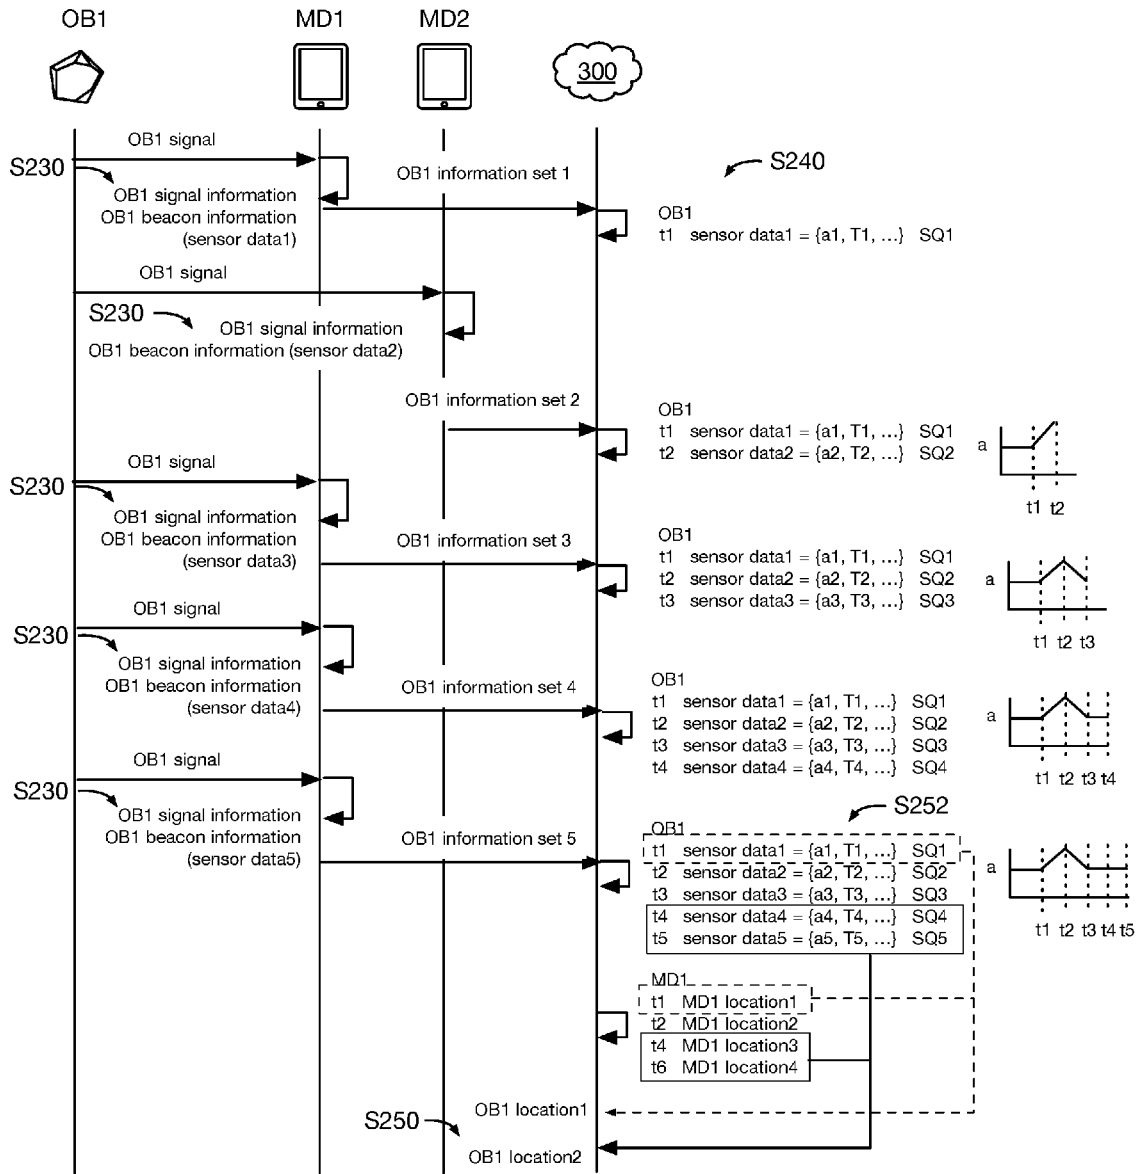 OB1 MD1 MD2
300
OB1 signal
S230
OB1 signal information
OB1 beacon information
(sensor data1)
OB1 information set 1
S240
OB1
t1 sensor data1 = {a1, T1, ...} SQ1
OB1 signal
S230
OB1 signal information
OB1 beacon information (sensor data2)
OB1 information set 2
OB1
t1 sensor data1 = {a1, T1, ...} SQ1
t2 sensor data2 = {a2, T2, ...} SQ2
a
t1 t2
OB1 signal
S230
OB1 signal information
OB1 beacon information
(sensor data3)
OB1 information set 3
OB1
t1 sensor data1 = {a1, T1, ...} SQ1
t2 sensor data2 = {a2, T2, ...} SQ2
t3 sensor data3 = {a3, T3, ...} SQ3
a
t1 t2 t3
OB1 signal
S230
OB1 signal information
OB1 beacon information
(sensor data4)
OB1 information set 4
OB1
t1 sensor data1 = {a1, T1, ...} SQ1
t2 sensor data2 = {a2, T2, ...} SQ2
t3 sensor data3 = {a3, T3, ...} SQ3
t4 sensor data4 = {a4, T4, ...} SQ4
a
t1 t2 t3 t4
OB1 signal
S230
OB1 signal information
OB1 beacon information
(sensor data5)
OB1 information set 5
S252
OB1
t1 sensor data1 = {a1, T1, ...} SQ1
t2 sensor data2 = {a2, T2, ...} SQ2
t3 sensor data3 = {a3, T3, ...} SQ3
t4 sensor data4 = {a4, T4, ...} SQ4
t5 sensor data5 = {a5, T5, ...} SQ5
a
t1 t2 t3 t4 t5
MD1
t1 MD1 location1
t2 MD1 location2
t4 MD1 location3
t6 MD1 location4
OB1 location1
S250
OB1 location2